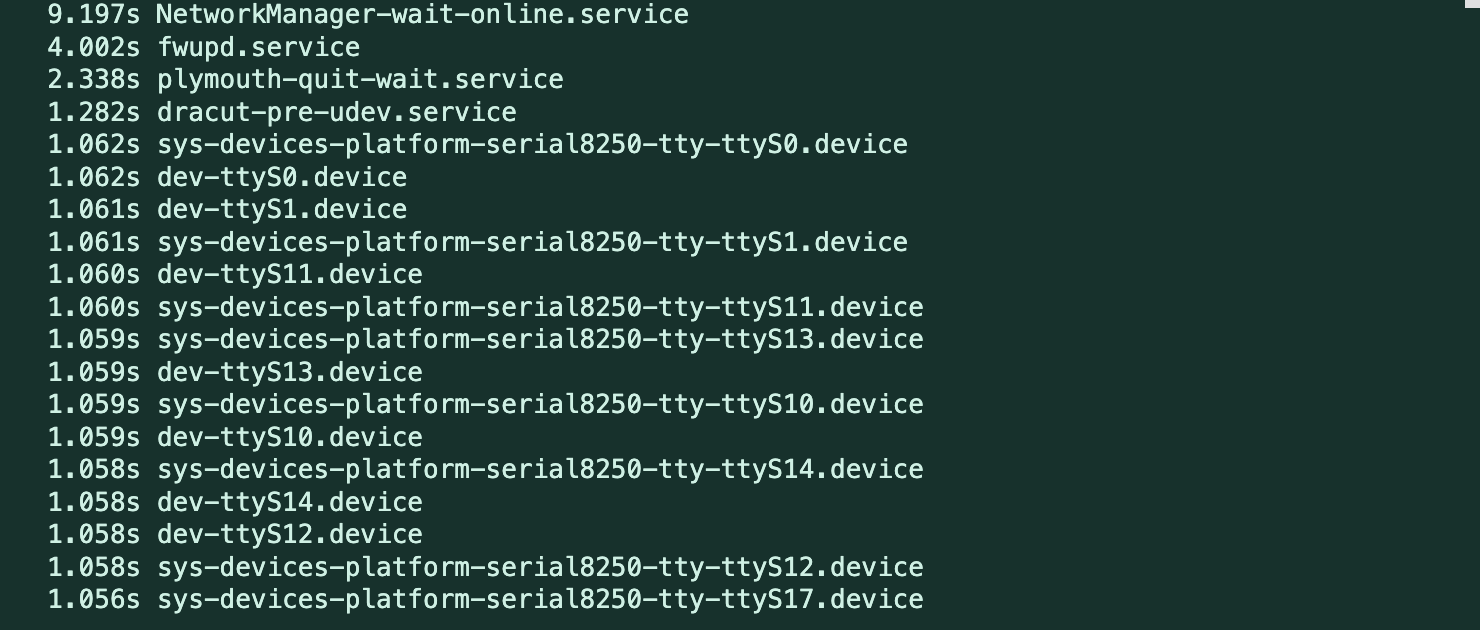 9.197s NetworkManager-wait-online.service
4.002s fwupd.service
2.338s plymouth-quit-wait.service
1.282s dracut-pre-udev.service
1.062s sys-devices-platform-serial8250-tty-ttyS0.device
1.062s dev-ttyS0.device
1.061s dev-ttyS1.device
1.061s sys-devices-platform-serial8250-tty-ttyS1.device
1.060s dev-ttyS11.device
1.060s sys-devices-platform-serial8250-tty-ttyS11.device
1.059s sys-devices-platform-serial8250-tty-ttyS13.device
1.059s dev-ttyS13.device
1.059s sys-devices-platform-serial8250-tty-ttyS10.device
1.059s dev-ttyS10.device
1.058s sys-devices-platform-serial8250-tty-ttyS14.device
1.058s dev-ttyS14.device
1.058s dev-ttyS12.device
1.058s sys-devices-platform-serial8250-tty-ttyS12.device
1.056s sys-devices-platform-serial8250-tty-ttyS17.device